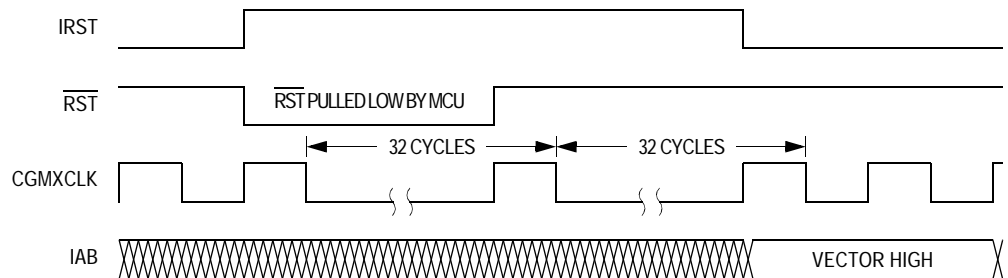 IRST
RST
RST PULLED LOW BY MCU
32 CYCLES
32 CYCLES
CGMXCLK
IAB
VECTOR HIGH